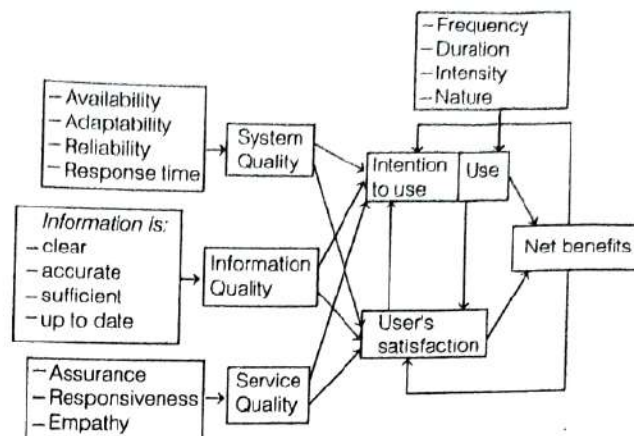 – Frequency
– Duration
– Intensity
– Nature
– Availability
– Adaptability
– Reliability
– Response time
System
Quality
Intention
to use
Use
Information is:
– clear
– accurate
– sufficient
– up to date
Information
Quality
Net benefits
User's
satisfaction
– Assurance
– Responsiveness
– Empathy
Service
Quality